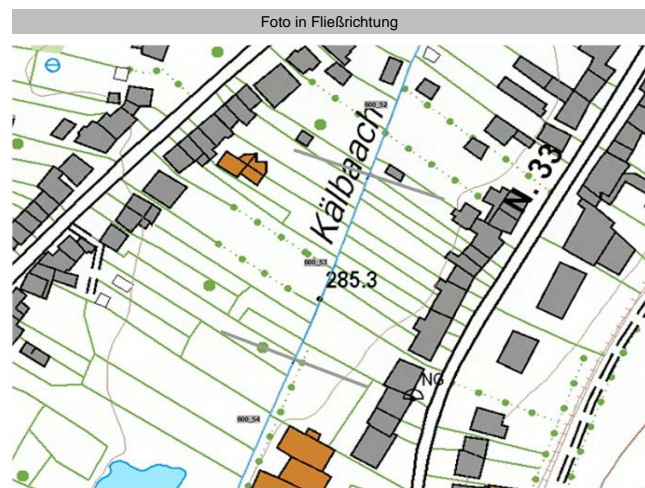 Foto in Fließrichtung
600_52
Kälbaach
N. 33
600_53
285.3
NG
600_54